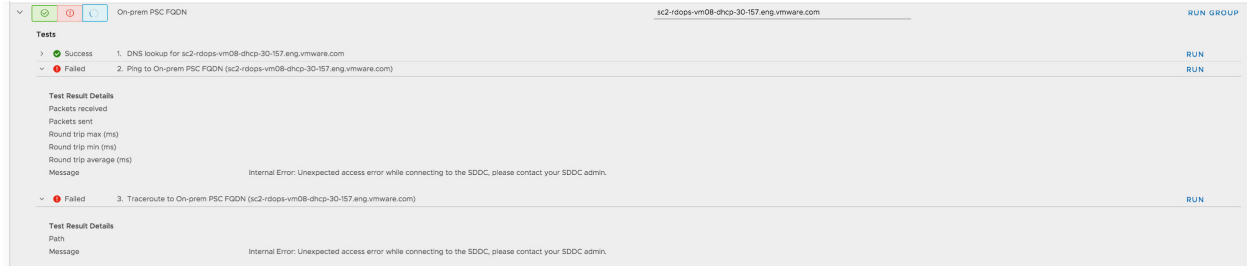 On-prem PSC FQDN sc2-rdops-vm08-dhcp-30-157.eng.vmware.com RUN GROUP
Tests
Success 1. DNS lookup for sc2-rdops-vm08-dhcp-30-157.eng.vmware.com RUN
Failed 2. Ping to On-prem PSC FQDN (sc2-rdops-vm08-dhcp-30-157.eng.vmware.com) RUN
Test Result Details
Packets received
Packets sent
Round trip max (ms)
Round trip min (ms)
Round trip average (ms)
Message Internal Error: Unexpected access error while connecting to the SDDC, please contact your SDDC admin.
Failed 3. Traceroute to On-prem PSC FQDN (sc2-rdops-vm08-dhcp-30-157.eng.vmware.com) RUN
Test Result Details
Path
Message Internal Error: Unexpected access error while connecting to the SDDC, please contact your SDDC admin.